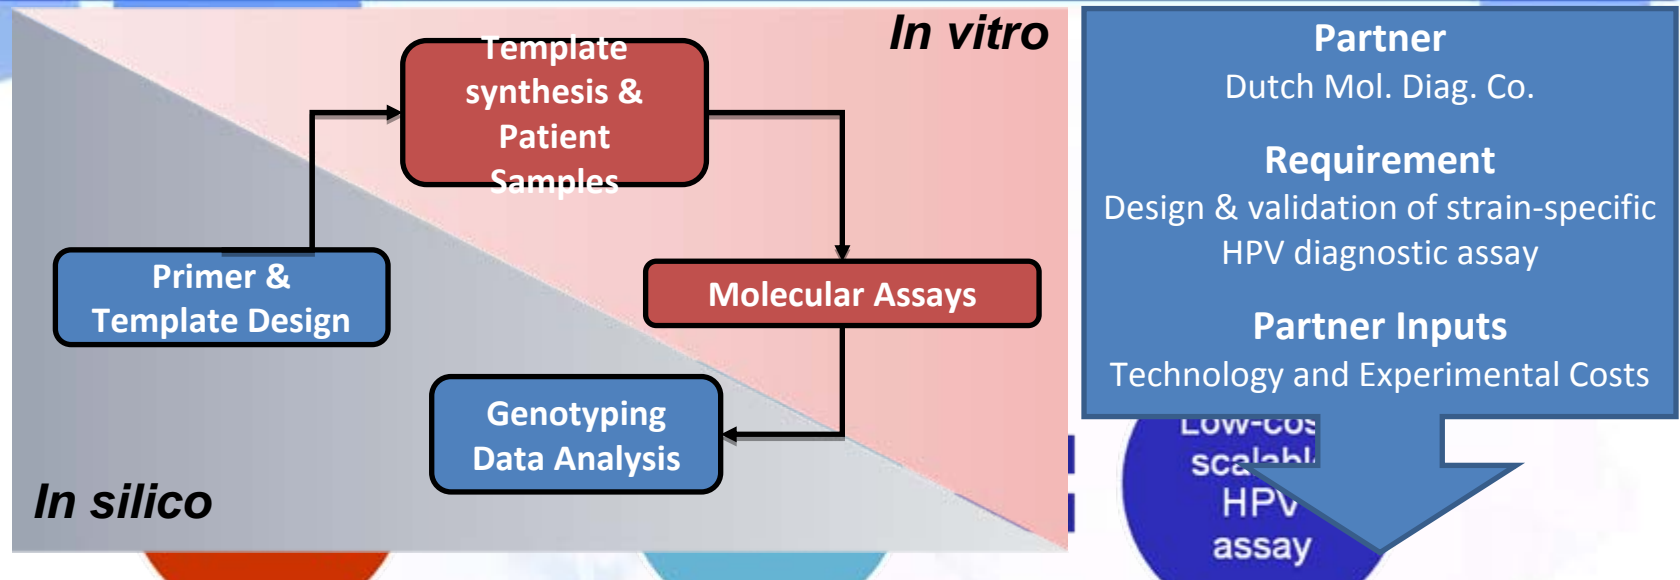 In vitro
Template
synthesis &
Patient
Samples
Primer &
Template Design
Molecular Assays
Genotyping
Data Analysis
In silico
Partner
Dutch Mol. Diag. Co.
Requirement
Design & validation of strain-specific
HPV diagnostic assay
Partner Inputs
Technology and Experimental Costs
HPV
assay